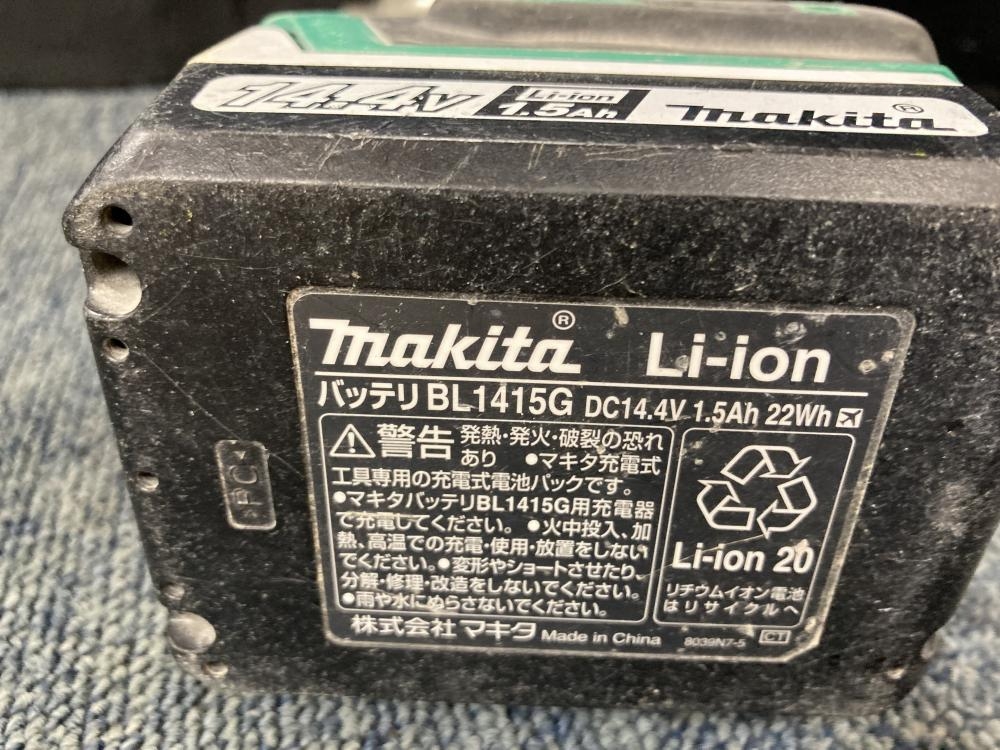 14.4V Li-ion 1.5Ah makita®
makita® Li-ion
バッテリ BL1415G DC14.4V 1.5Ah 22Wh
警告 発熱・発火・破裂の恐れ
あり ●マキタ充電式
工具専用の充電式電池パックです。
●マキタバッテリBL1415G用充電器
で充電してください。 ●火中投入、加
熱、高温での充電・使用・放置をしない
でください。●変形やショートさせたり、
分解・修理・改造をしないでください。
●雨や水にぬらさないでください。
Li-ion 20
リチウムイオン電池
はリサイクルへ
株式会社 マキタ Made in China 8039N7-5 CT
>PC<